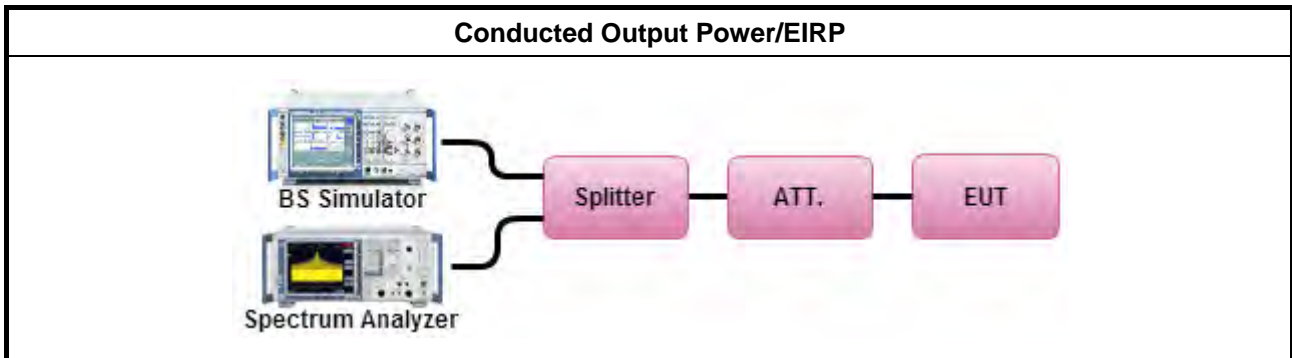 Conducted Output Power/EIRP
BS Simulator
Splitter
ATT.
EUT
Spectrum Analyzer